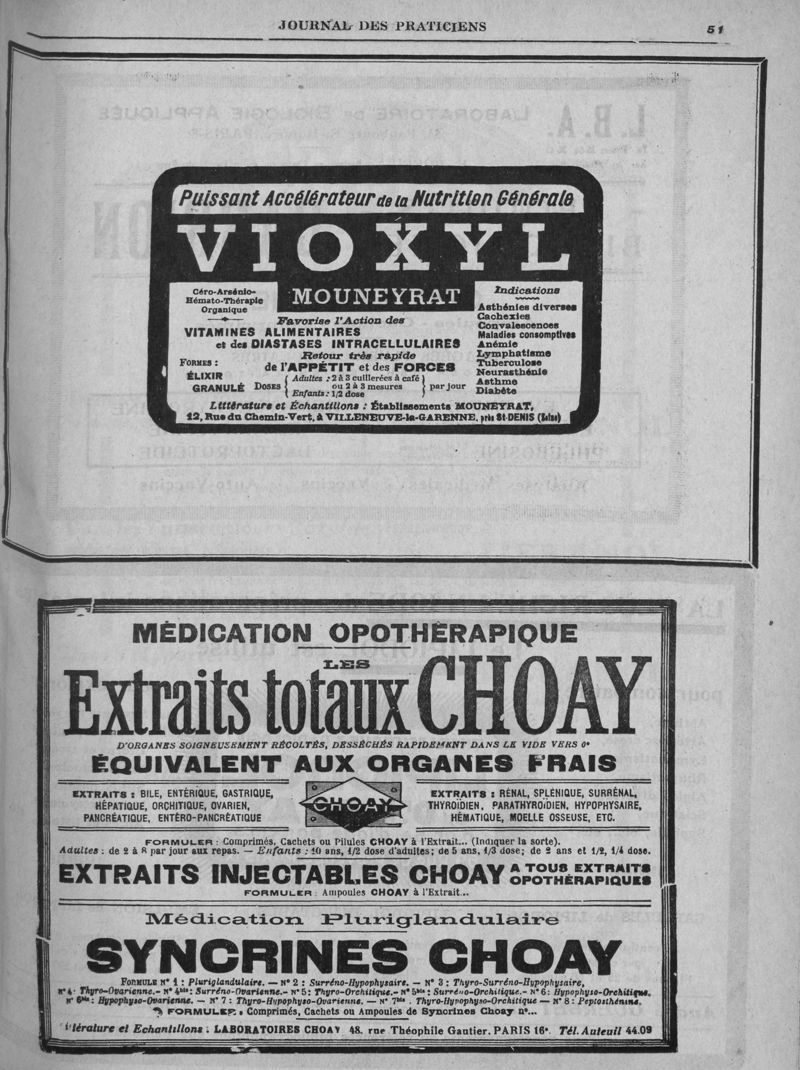 JOURNAL DES PRATICIENS
51
Puissant Accélérateur de la Nutrition Générale
VIOXYL
MOUNEYRAT
Céro-Arsénio-
Hémato-Thérapie
Organique
Favorise l'Action des
VITAMINES ALIMENTAIRES
et des DIASTASES INTRACELLULAIRES
Retour très rapide
de l'APPÉTIT et des FORCES
FORMES :
ÉLIXIR
GRANULÉ
DOSES
Adultes : 2 à 3 cuillerées à café
ou 2 à 3 mesures
Enfants : 1/2 dose
par jour
Indications
Asthénies diverses
Cachexies
Convalescences
Maladies consomptives
Anémie
Lymphatisme
Tuberculose
Neurasthénie
Asthme
Diabète
Littérature et Échantillons : Établissements MOUNEYRAT,
12, Rue du Chemin-Vert, à VILLENEUVE-la-GARENNE, près St-DENIS (Seine)
MÉDICATION OPOTHÉRAPIQUE
LES
Extraits totaux CHOAY
D'ORGANES SOIGNEUSEMENT RÉCOLTÉS, DESSÉCHÉS RAPIDEMENT DANS LE VIDE VERS 0°
ÉQUIVALENT AUX ORGANES FRAIS
EXTRAITS : BILE, ENTÉRIQUE, GASTRIQUE,
HÉPATIQUE, ORCHITIQUE, OVARIEN,
PANCRÉATIQUE, ENTÉRO-PANCRÉATIQUE
CHOAY
EXTRAITS : RÉNAL, SPLENIQUE, SURRÉNAL,
THYROÏDIEN, PARATHYROÏDIEN, HYPOPHYSAIRE,
HÉMATIQUE, MOELLE OSSEUSE, ETC.
FORMULER : Comprimés, Cachets ou Pilules CHOAY à l'Extrait... (Indiquer la sorte).
Adultes : de 2 à 8 par jour aux repas. — Enfants : 10 ans, 1/2 dose d'adultes; de 5 ans, 1/3 dose; de 2 ans et 1/2, 1/4 dose.
EXTRAITS INJECTABLES CHOAY A TOUS EXTRAITS
OPOTHÉRAPIQUES
FORMULER : Ampoules CHOAY à l'Extrait...
Médication Pluriglandulaire
SYNCRINES CHOAY
FORMULE N° 1 : Pluriglandulaire. — N° 2 : Surréno-Hypophysaire. — N° 3 : Thyro-Surréno-Hypophysaire,
N° 4 · Thyro-Ovarienne.- N° 4bis : Surréno-Ovarienne.- N° 5 : Thyro-Orchitique.- N° 5bis : Surréno-Orchitique.- N° 6 : Hypophyso-Orchitique,
N° 6bis : Hypophyso-Ovarienne. — N° 7 : Thyro-Hypophyso-Ovarienne. — N° 7bis . Thyro-Hypophyso-Orchitique — N° 8 : Peptosthénine.
FORMULER : Comprimés, Cachets ou Ampoules de Syncrines Choay n°...
Littérature et Echantillons : LABORATOIRES CHOAY 48, rue Théophile Gautier, PARIS 16e. Tél. Auteuil 44.09